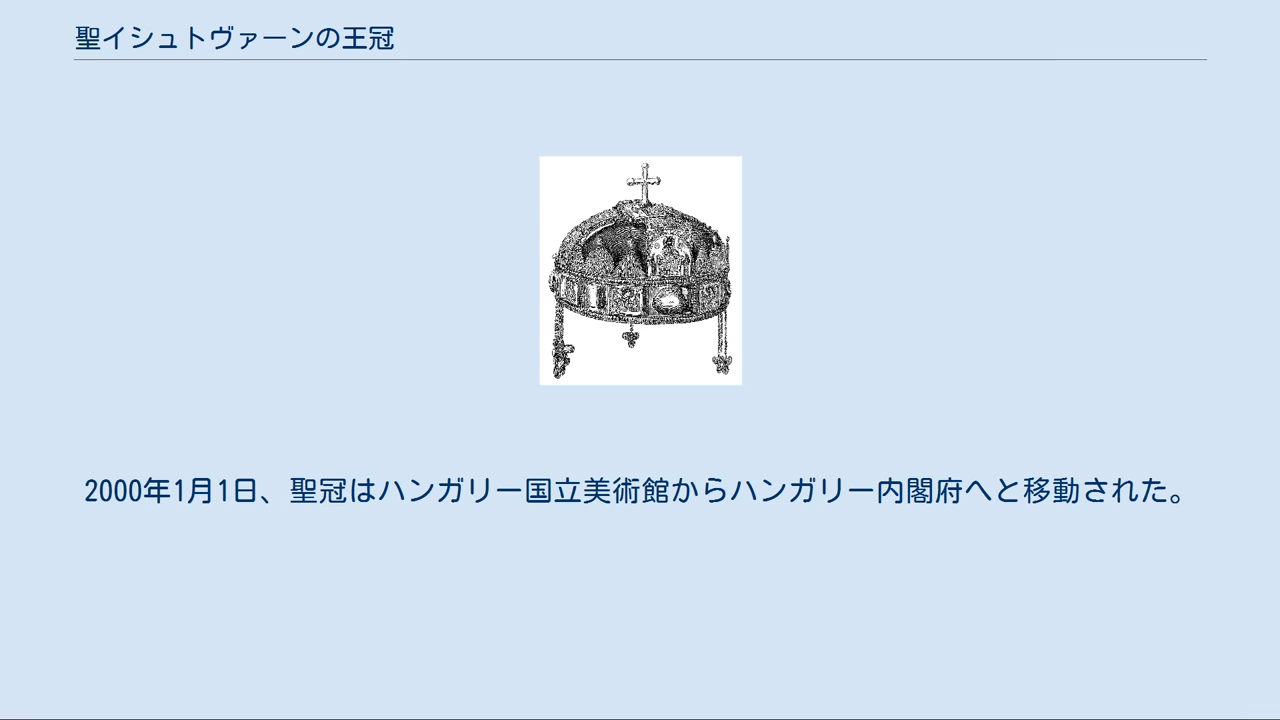 聖イシュトヴァーンの王冠
2000年1月1日、聖冠はハンガリー国立美術館からハンガリー内閣府へと移動された。